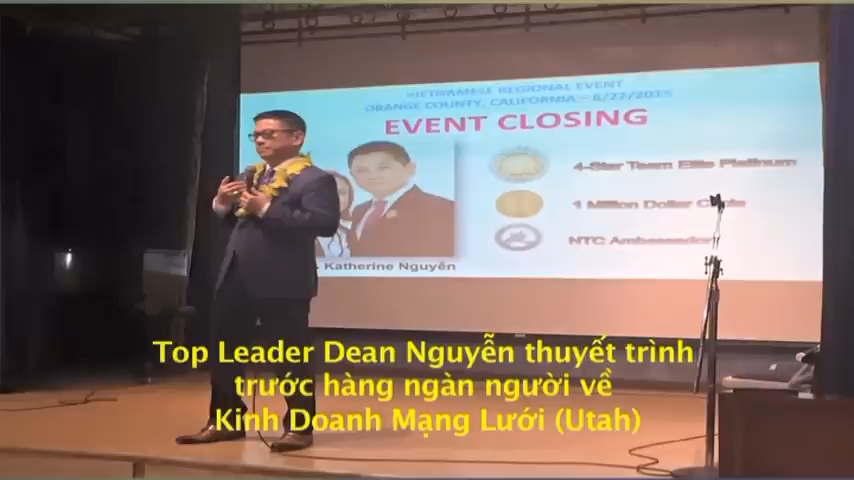 VIETNAMESE REGIONAL EVENT
ORANGE COUNTY, CALIFORNIA - 6/22/2015
EVENT CLOSING
4-Star Team Elite Platinum
1 Million Dollar Circle
NTC Ambassador
Katherine Nguyễn
Top Leader Dean Nguyễn thuyết trình
trước hàng ngàn người về
Kinh Doanh Mạng Lưới (Utah)